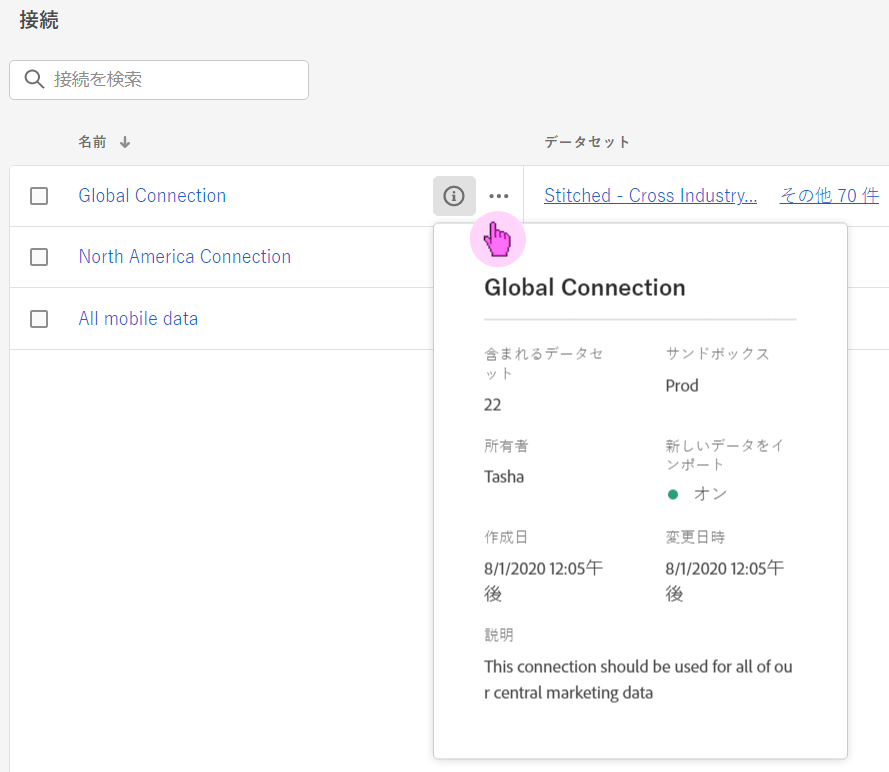 接続
接続を検索
名前 ↓ データセット
Global Connection ... Stitched - Cross Industry... その他 70 件
North America Connection
All mobile data
Global Connection
含まれるデータセ
ット
22
サンドボックス
Prod
所有者
Tasha
新しいデータをイ
ンポート
オン
作成日
8/1/2020 12:05午
後
変更日時
8/1/2020 12:05午
後
説明
This connection should be used for all of ou
r central marketing data